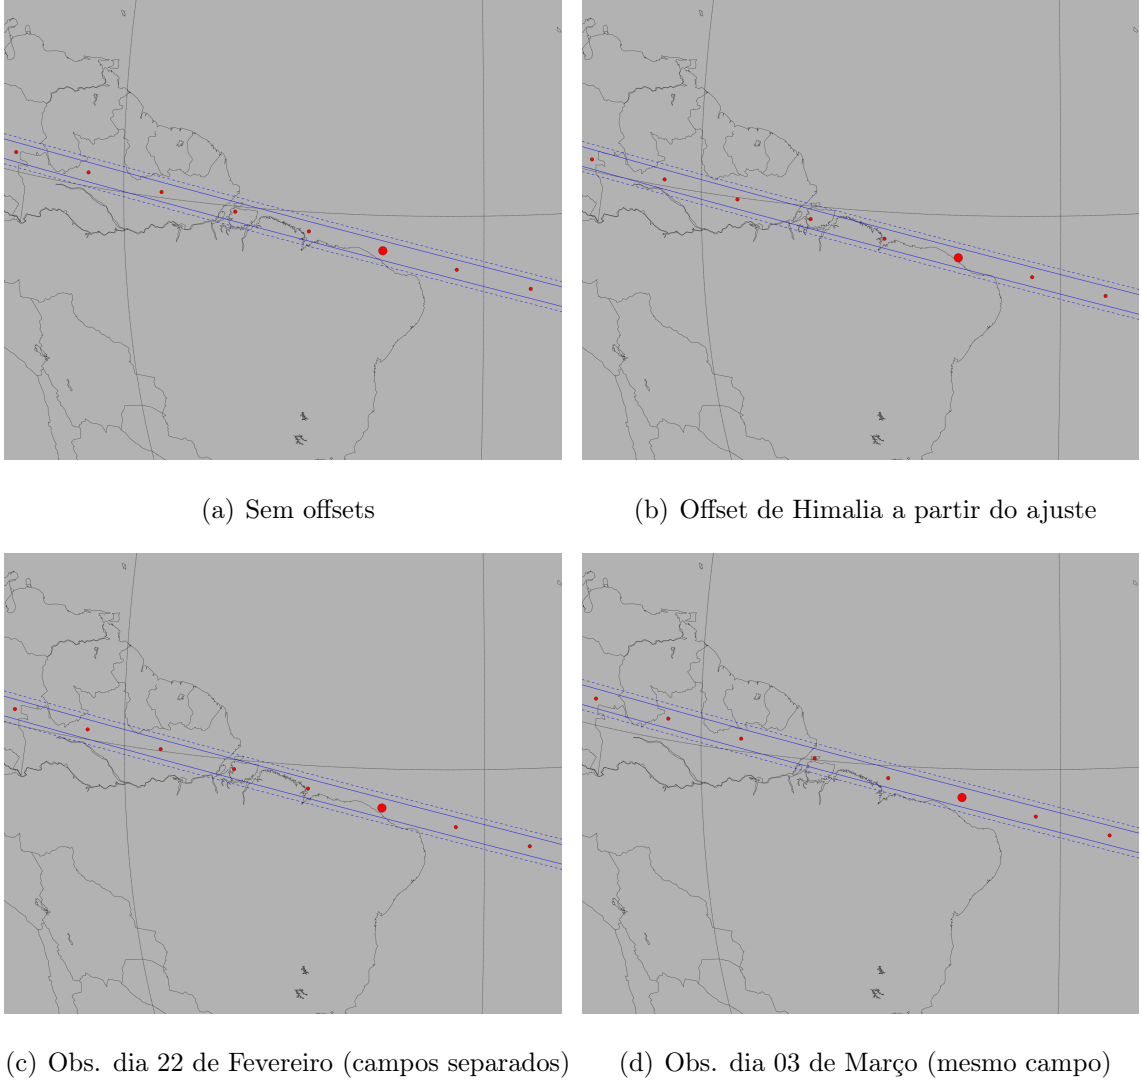 (a) Sem offsets
(b) Offset de Himalia a partir do ajuste
(c) Obs. dia 22 de Fevereiro (campos separados)
(d) Obs. dia 03 de Março (mesmo campo)